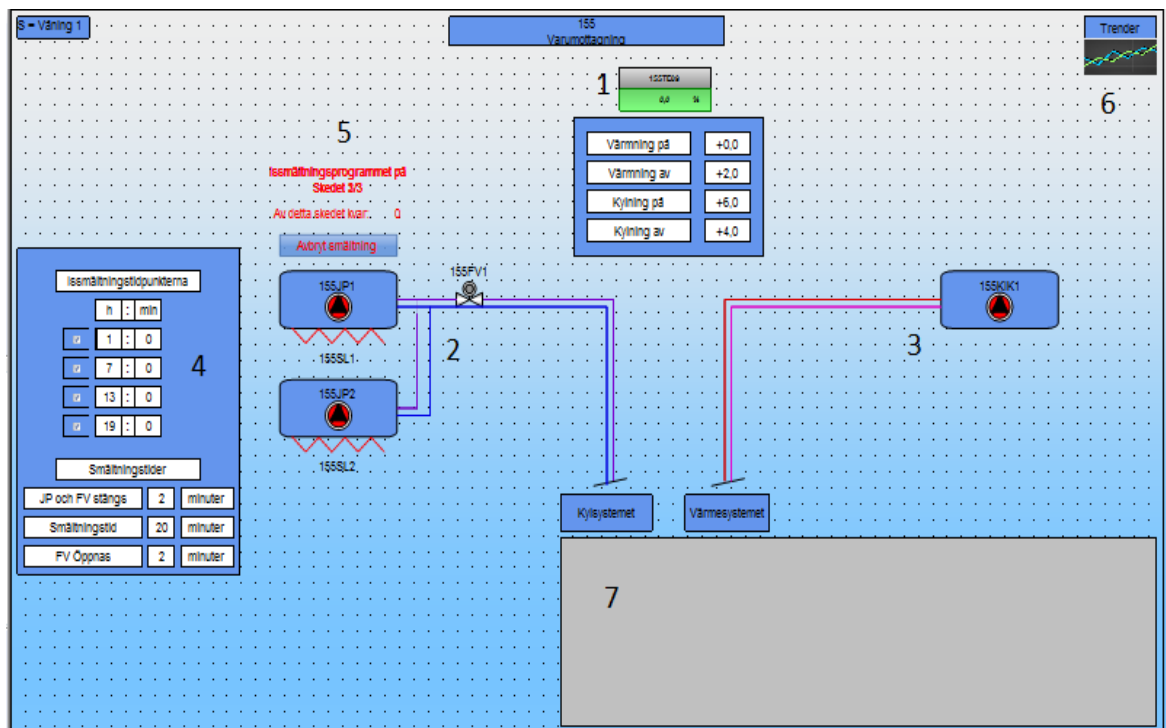 S - Våning 1
155
Varumottagning
Trender
1
6
0,0 %
5
Värmning på +0,0
Värmning av +2,0
Kylning på +6,0
Kylning av +4,0
Issmältningsprogrammet på
Skedet
Av detta skedet kvar: 0
Avbryt smältning
155FV1
155JP1
155KIK1
Issmältningstidpunkterna
h : min
1 : 0
7 : 0
13 : 0
19 : 0
4
2
3
155SL1
155JP2
155SL2
Smältningstider
JP och FV stängs 2 minuter
Smältningstid 20 minuter
FV Öppnas 2 minuter
Kylsystemet
Värmesystemet
7